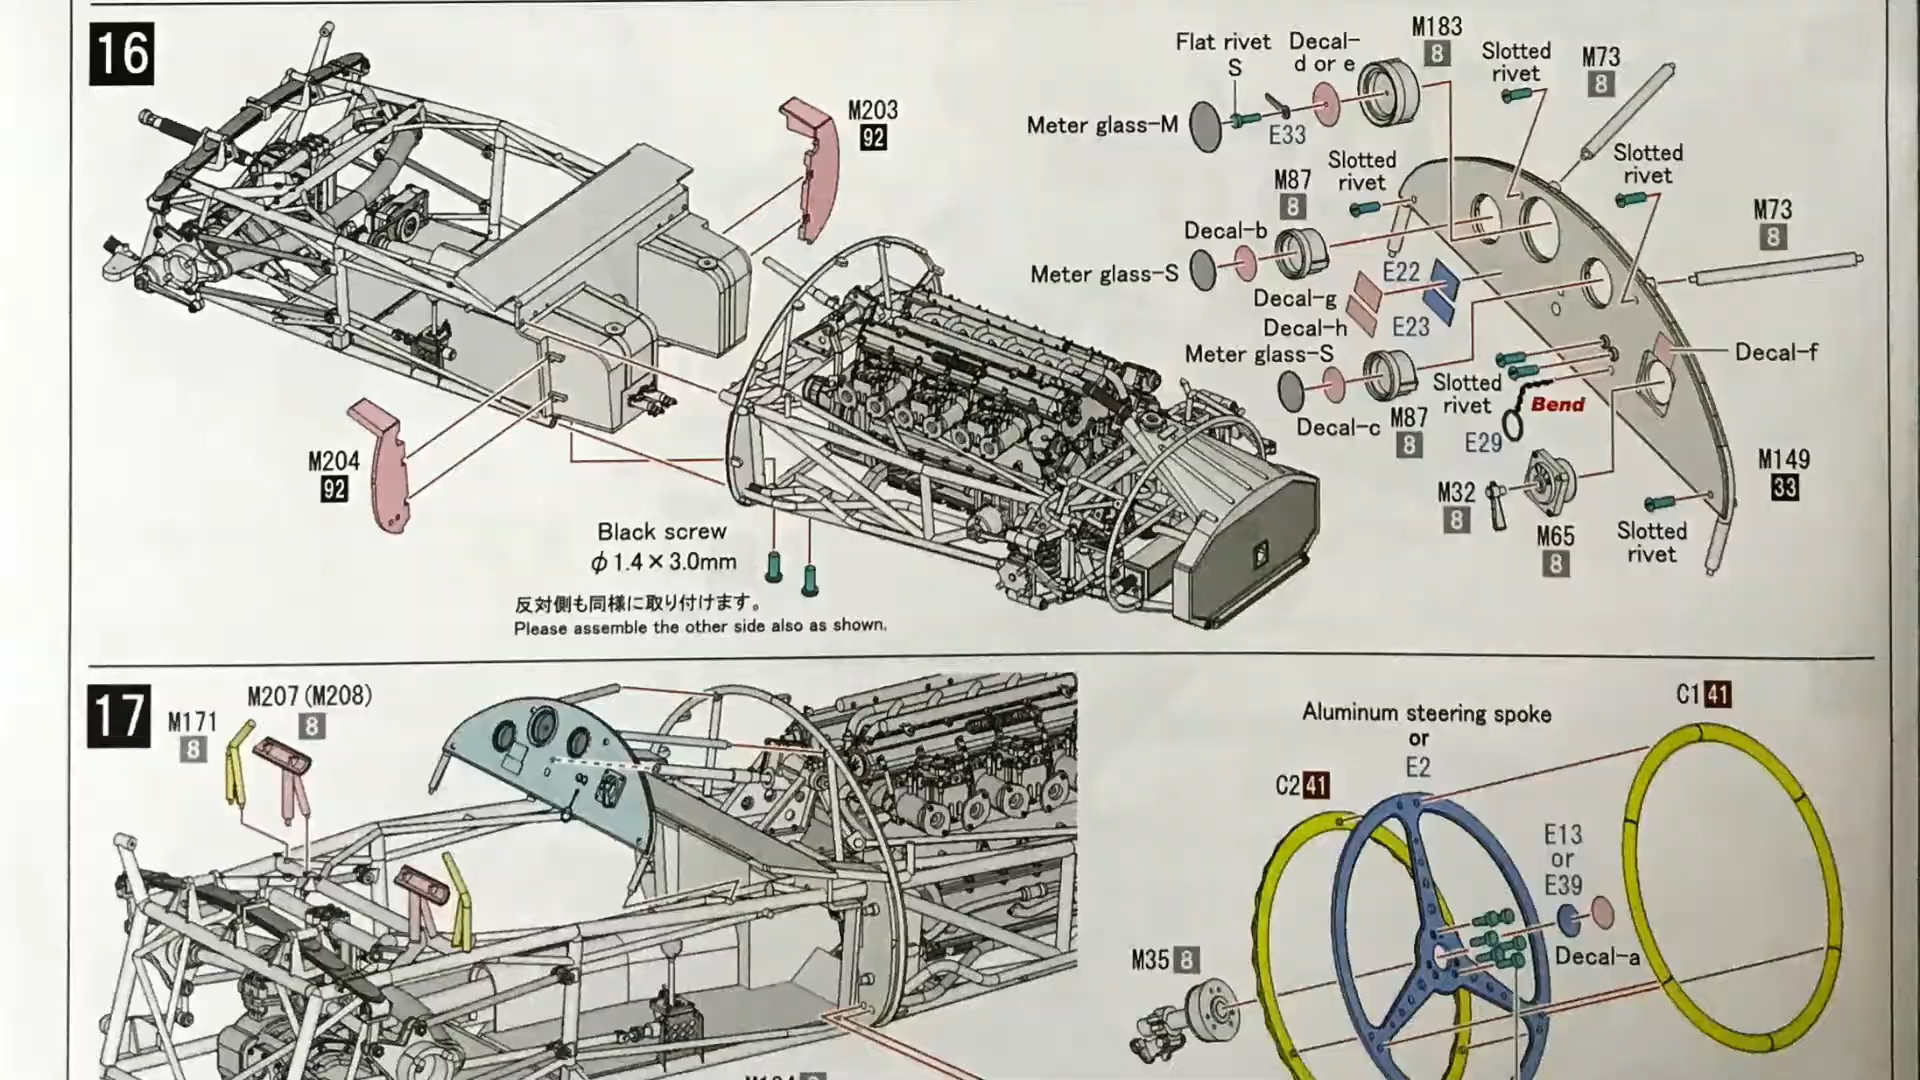 16
M203
92
M204
92
Black screw
φ1.4×3.0mm
反対側も同様に取り付けます。
Please assemble the other side also as shown.
Flat rivet
S
Decal-
d or e
M183
8
Slotted
rivet
M73
8
Meter glass-M
E33
Slotted
rivet
Slotted
rivet
M87
8
M73
8
Decal-b
Meter glass-S
E22
Decal-g
Decal-h
E23
Meter glass-S
Decal-f
Slotted
rivet
Bend
Decal-c
M87
8
E29
M149
33
M32
8
M65
8
Slotted
rivet
17
M207 (M208)
8
M171
8
Aluminum steering spoke
or
E2
C1 41
C2 41
E13
or
E39
Decal-a
M35 8